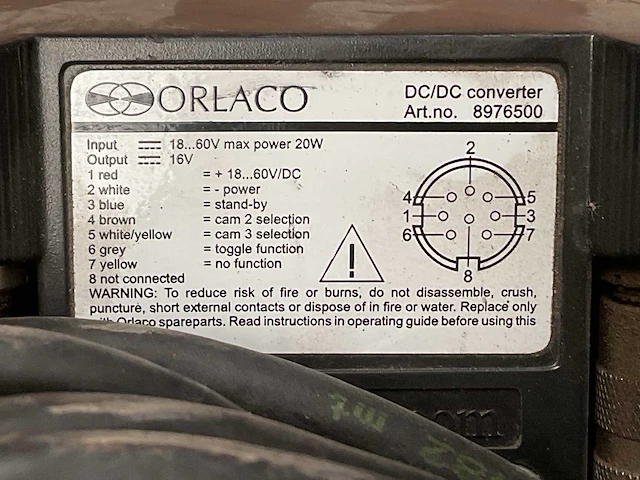 ORLACO
DC/DC converter
Art.no. 8976500
Input 18...60V max power 20W
Output 16V
1 red = + 18...60V/DC
2 white = - power
3 blue = stand-by
4 brown = cam 2 selection
5 white/yellow = cam 3 selection
6 grey = toggle function
7 yellow = no function
8 not connected
2
4 5
1 3
6 7
8
!
WARNING: To reduce risk of fire or burns, do not disassemble, crush,
puncture, short external contacts or dispose of in fire or water. Replace only
with Orlaco spareparts. Read instructions in operating guide before using this